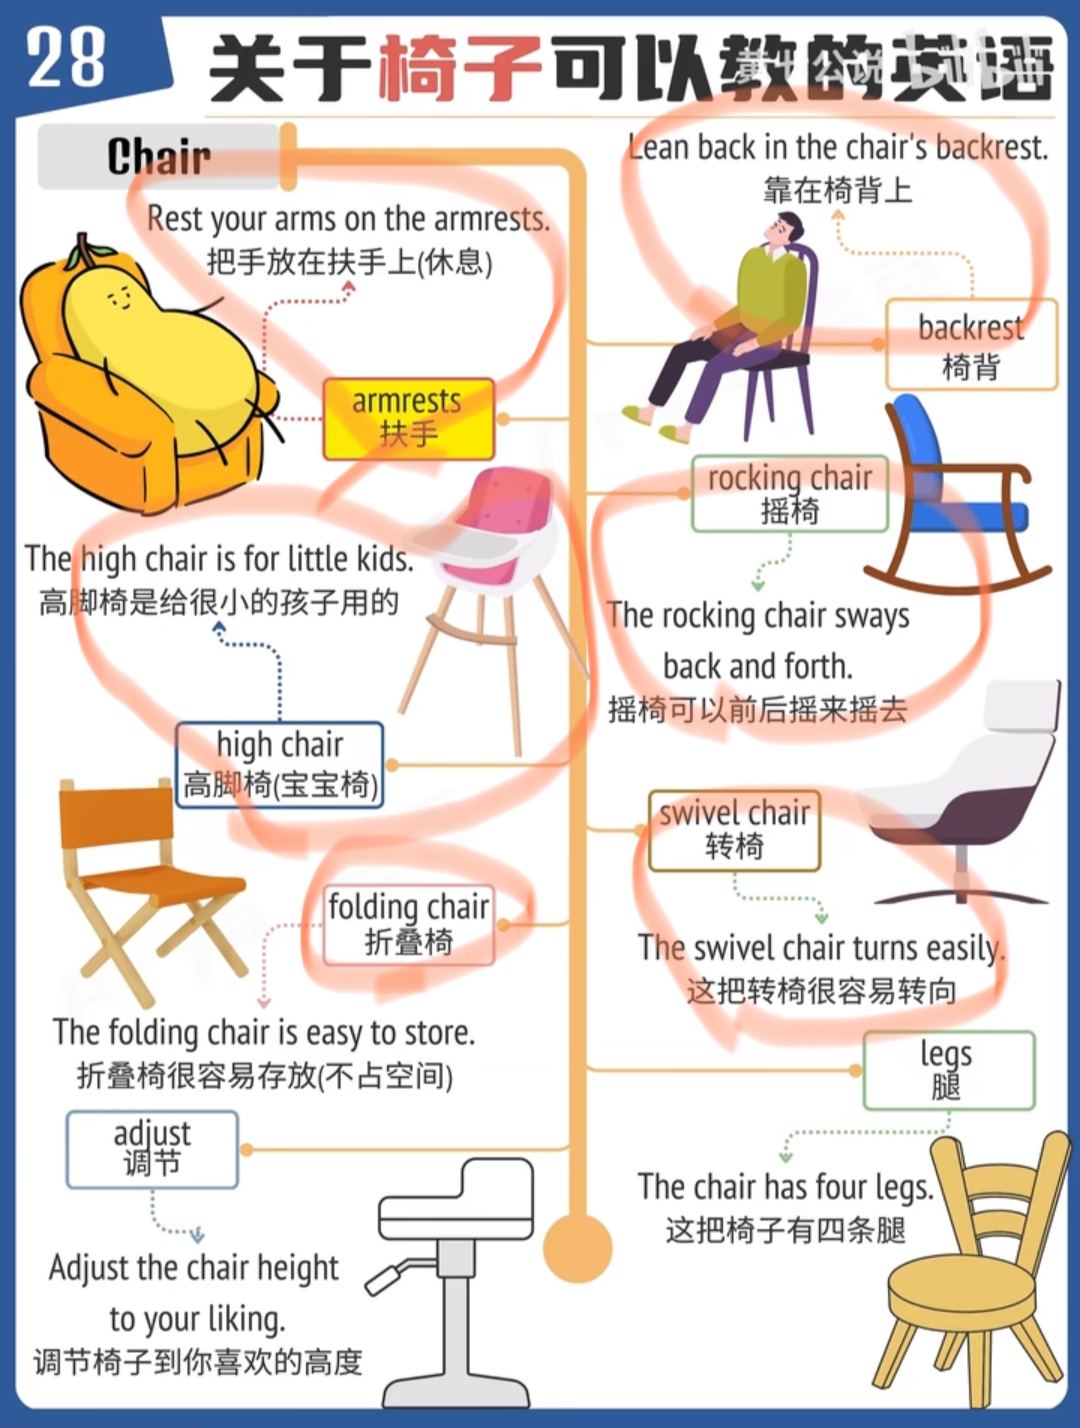 28
关于椅子可以教的英语
Chair
Rest your arms on the armrests.
把手放在扶手上(休息)
armrests
扶手
Lean back in the chair's backrest.
靠在椅背上
backrest
椅背
rocking chair
摇椅
The rocking chair sways
back and forth.
摇椅可以前后摇来摇去
The high chair is for little kids.
高脚椅是给很小的孩子用的
high chair
高脚椅(宝宝椅)
swivel chair
转椅
The swivel chair turns easily.
这把转椅很容易转向
folding chair
折叠椅
The folding chair is easy to store.
折叠椅很容易存放(不占空间)
legs
腿
The chair has four legs.
这把椅子有四条腿
adjust
调节
Adjust the chair height
to your liking.
调节椅子到你喜欢的高度